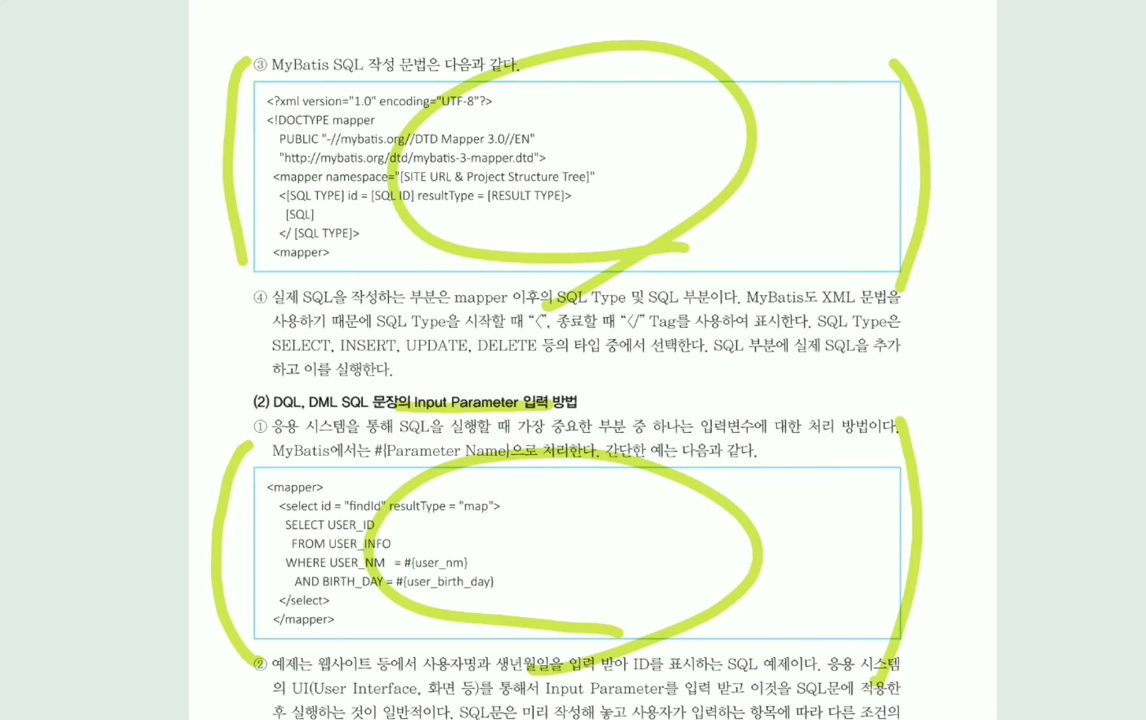 ③ MyBatis SQL 작성 문법은 다음과 같다.
<?xml version="1.0" encoding="UTF-8"?>
<!DOCTYPE mapper
PUBLIC "-//mybatis.org//DTD Mapper 3.0//EN"
"http://mybatis.org/dtd/mybatis-3-mapper.dtd">
<mapper namespace="[SITE URL & Project Structure Tree]"
<[SQL TYPE] id = [SQL ID] resultType = [RESULT TYPE]>
[SQL]
</ [SQL TYPE]>
<mapper>
④ 실제 SQL을 작성하는 부분은 mapper 이후의 SQL Type 및 SQL 부분이다. MyBatis도 XML 문법을
사용하기 때문에 SQL Type을 시작할 때 “<”, 종료할 때 “</” Tag를 사용하여 표시한다. SQL Type은
SELECT, INSERT, UPDATE, DELETE 등의 타입 중에서 선택한다. SQL 부분에 실제 SQL을 추가
하고 이를 실행한다.
(2) DQL, DML SQL 문장의 Input Parameter 입력 방법
① 응용 시스템을 통해 SQL을 실행할 때 가장 중요한 부분 중 하나는 입력변수에 대한 처리 방법이다.
MyBatis에서는 #{Parameter Name}으로 처리한다. 간단한 예는 다음과 같다.
<mapper>
<select id = "findId" resultType = "map">
SELECT USER_ID
FROM USER_INFO
WHERE USER_NM = #{user_nm}
AND BIRTH_DAY = #{user_birth_day}
</select>
</mapper>
② 예제는 웹사이트 등에서 사용자명과 생년월일을 입력 받아 ID를 표시하는 SQL 예제이다. 응용 시스템
의 UI(User Interface, 화면 등)를 통해서 Input Parameter를 입력 받고 이것을 SQL문에 적용한
후 실행하는 것이 일반적이다. SQL문은 미리 작성해 놓고 사용자가 입력하는 항목에 따라 다른 조건의